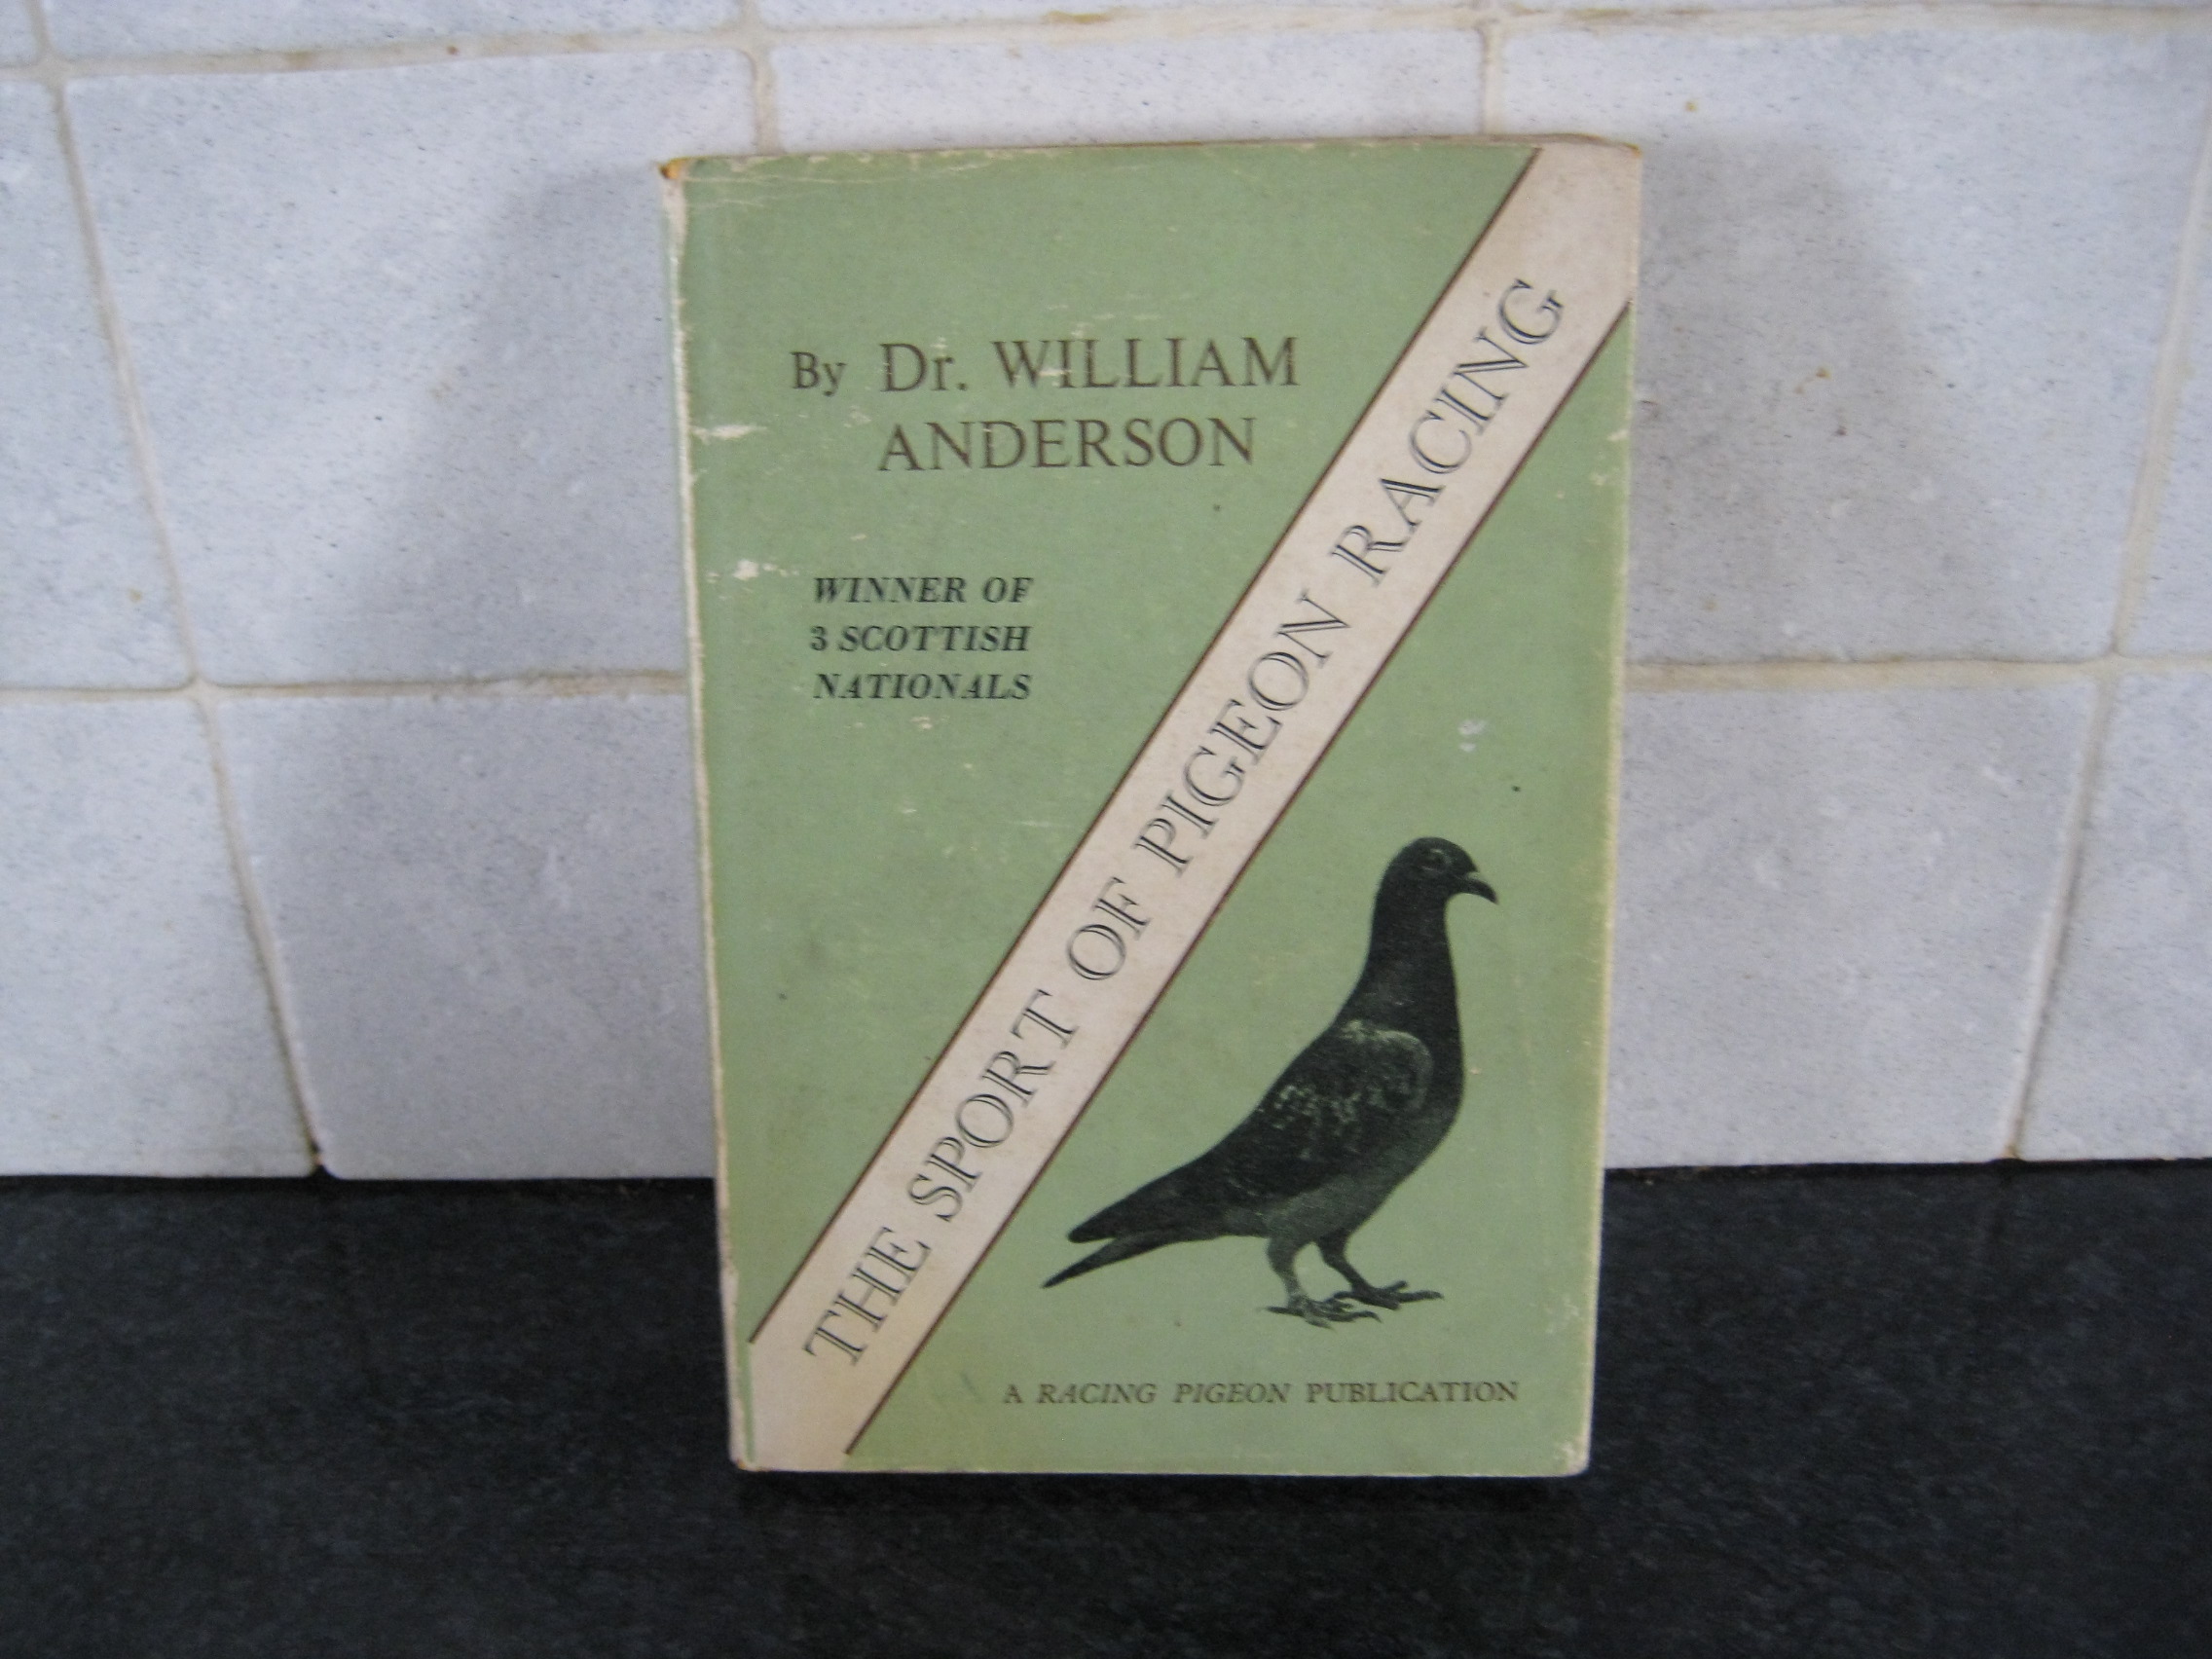 By Dr. WILLIAM
ANDERSON
WINNER OF
3 SCOTTISH
NATIONALS
THE SPORT OF PIGEON RACING
A RACING PIGEON PUBLICATION